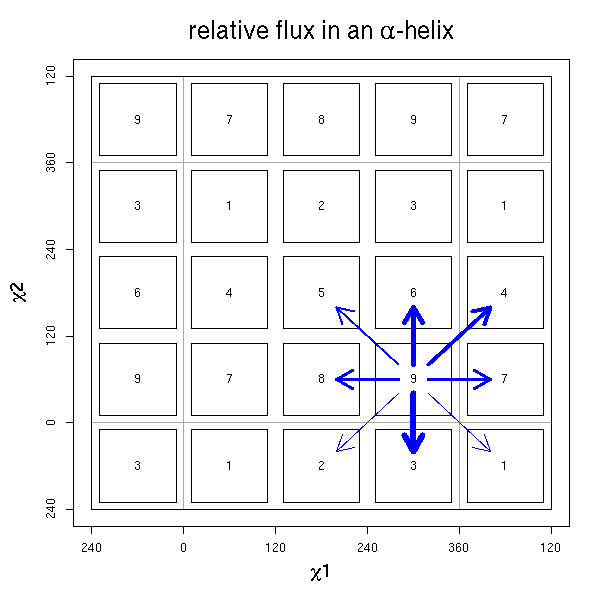 relative flux in an α-helix
120
9 7 8 9 7
360
3 1 2 3 1
240
6 4 5 6 4
χ2
120
9 7 8 9 7
0
3 1 2 3 1
240
240 0 120 240 360 120
χ1